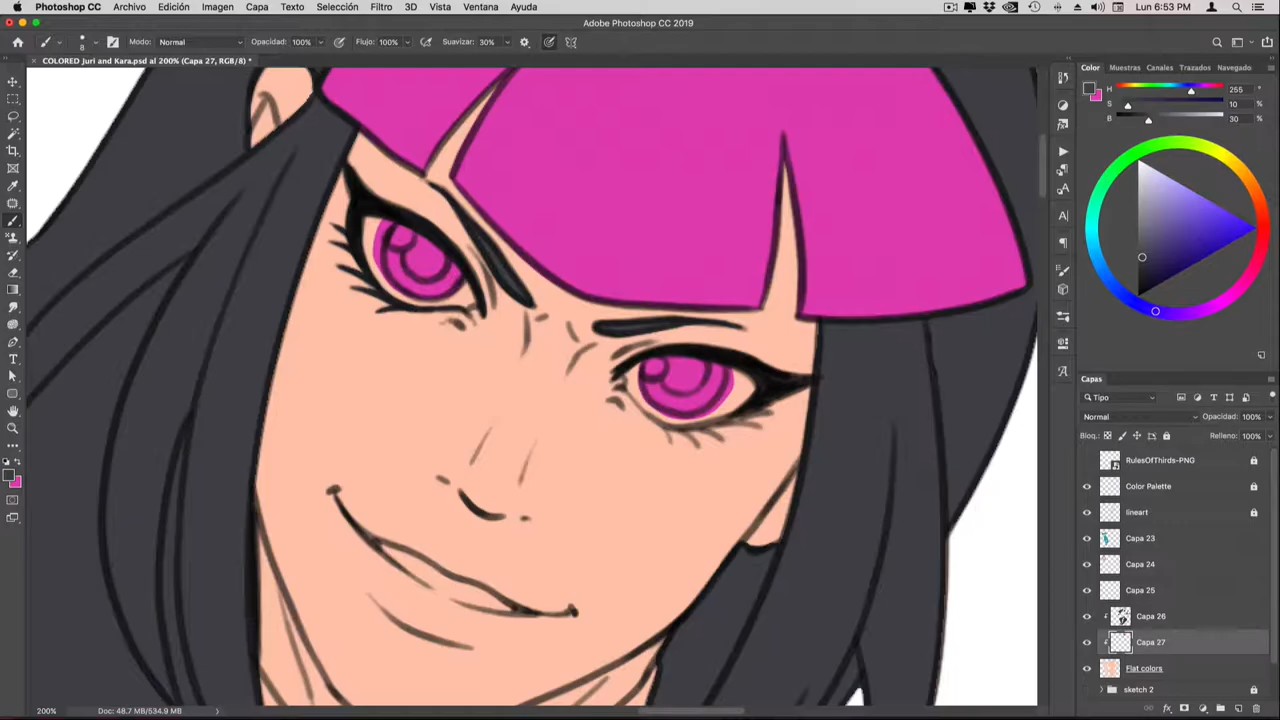 Photoshop CC Archivo Edición Imagen Capa Texto Selección Filtro 3D Vista Ventana Ayuda Lun 6:53 PM
Adobe Photoshop CC 2019
8 Modo: Normal Opacidad: 100% Flujo: 100% Suavizar: 30%
COLORED Juri and Kara.psd al 200% (Capa 27, RGB/8) *
Color Muestras Canales Trazados Navegado
H 255 °
S 10 %
B 30 %
Capas
Tipo
Normal Opacidad: 100%
Bloq.: Relleno: 100%
RulesOfThirds-PNG
Color Palette
lineart
Capa 23
Capa 24
Capa 25
Capa 26
Capa 27
Flat colors
sketch 2
200% Doc: 48.7 MB/534.9 MB